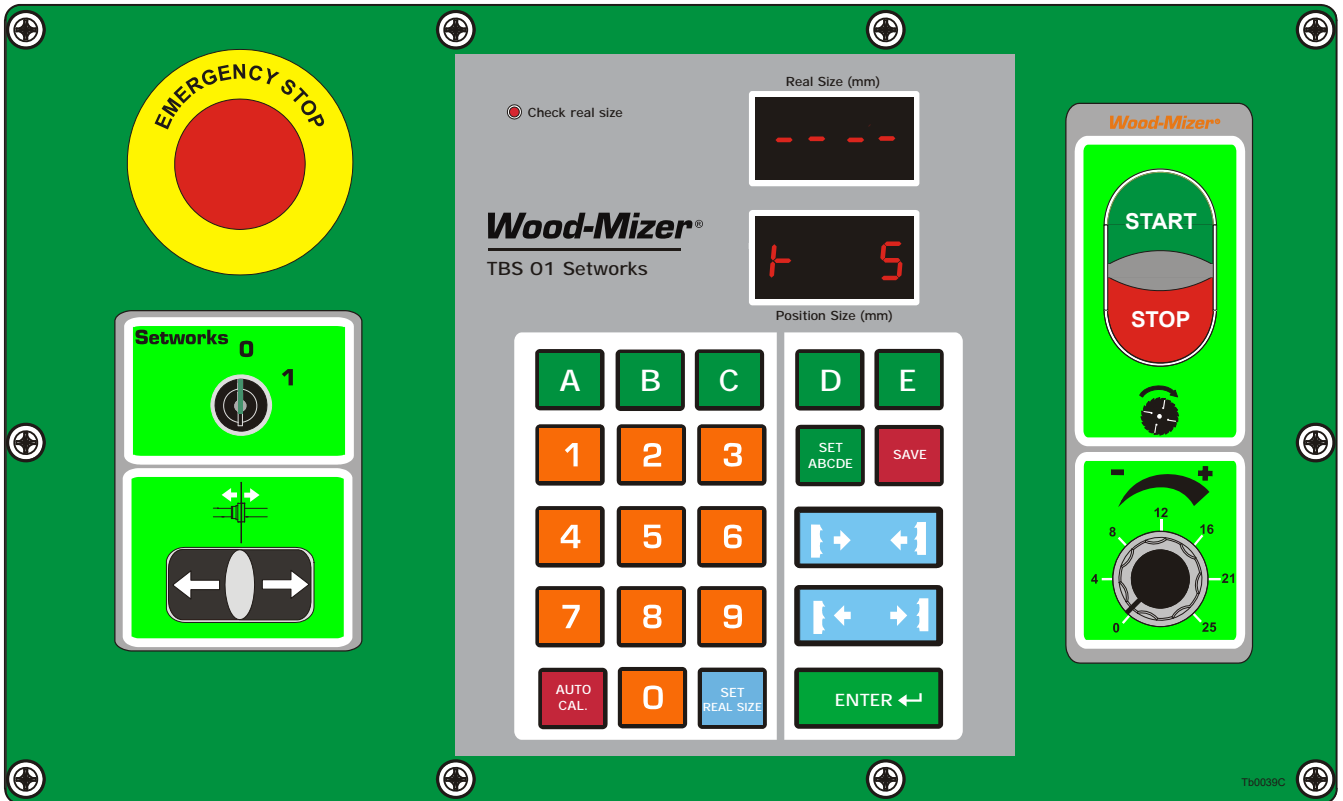 EMERGENCY STOP
Setworks
0
1
Check real size
Real Size (mm)
- - - -
Wood-Mizer®
TBS 01 Setworks
⊦ 5
Position Size (mm)
A B C D E
1 2 3
SET
ABCDE
SAVE
4 5 6
7 8 9
AUTO
CAL.
0
SET
REAL SIZE
ENTER
Wood-Mizer®
START
STOP
- +
0
4
8
12
16
21
25
Tb0039C